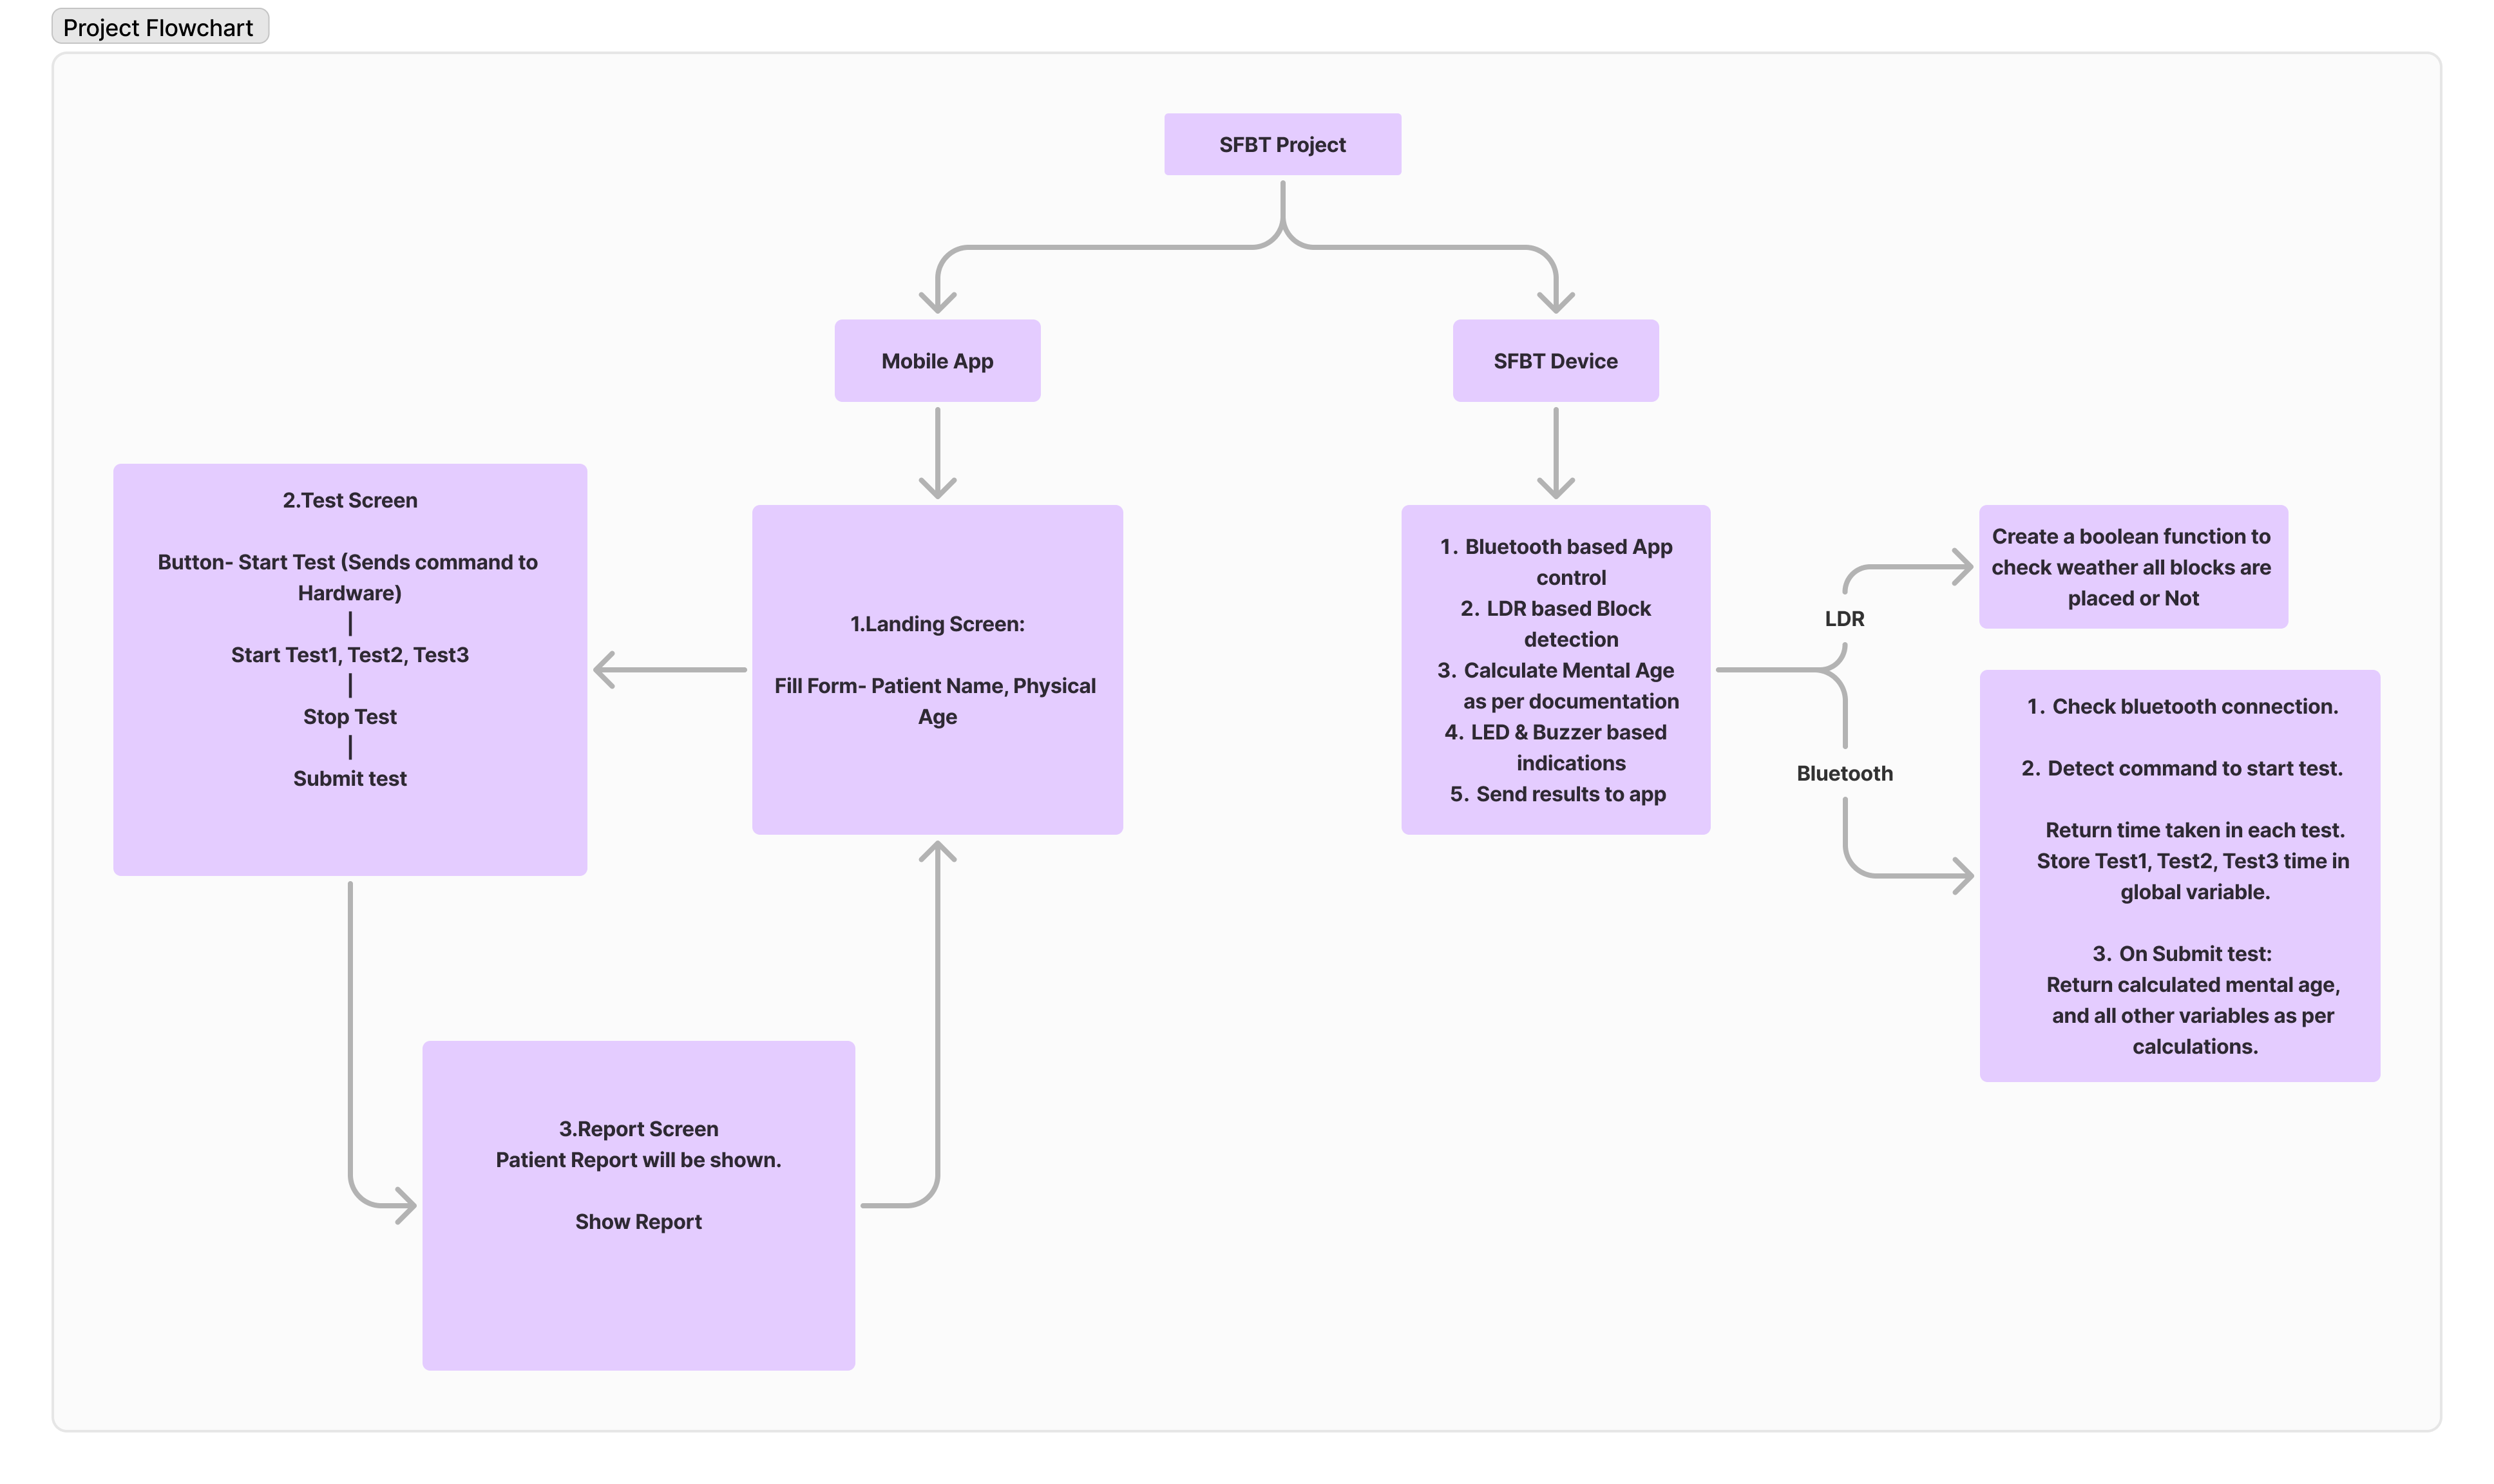 Project Flowchart
SFBT Project
Mobile App
SFBT Device
2.Test Screen
Button- Start Test (Sends command to
Hardware)
|
Start Test1, Test2, Test3
|
Stop Test
|
Submit test
1.Landing Screen:
Fill Form- Patient Name, Physical
Age
1. Bluetooth based App
control
2. LDR based Block
detection
3. Calculate Mental Age
as per documentation
4. LED & Buzzer based
indications
5. Send results to app
LDR
Bluetooth
Create a boolean function to
check weather all blocks are
placed or Not
1. Check bluetooth connection.
2. Detect command to start test.
Return time taken in each test.
Store Test1, Test2, Test3 time in
global variable.
3. On Submit test:
Return calculated mental age,
and all other variables as per
calculations.
3.Report Screen
Patient Report will be shown.
Show Report